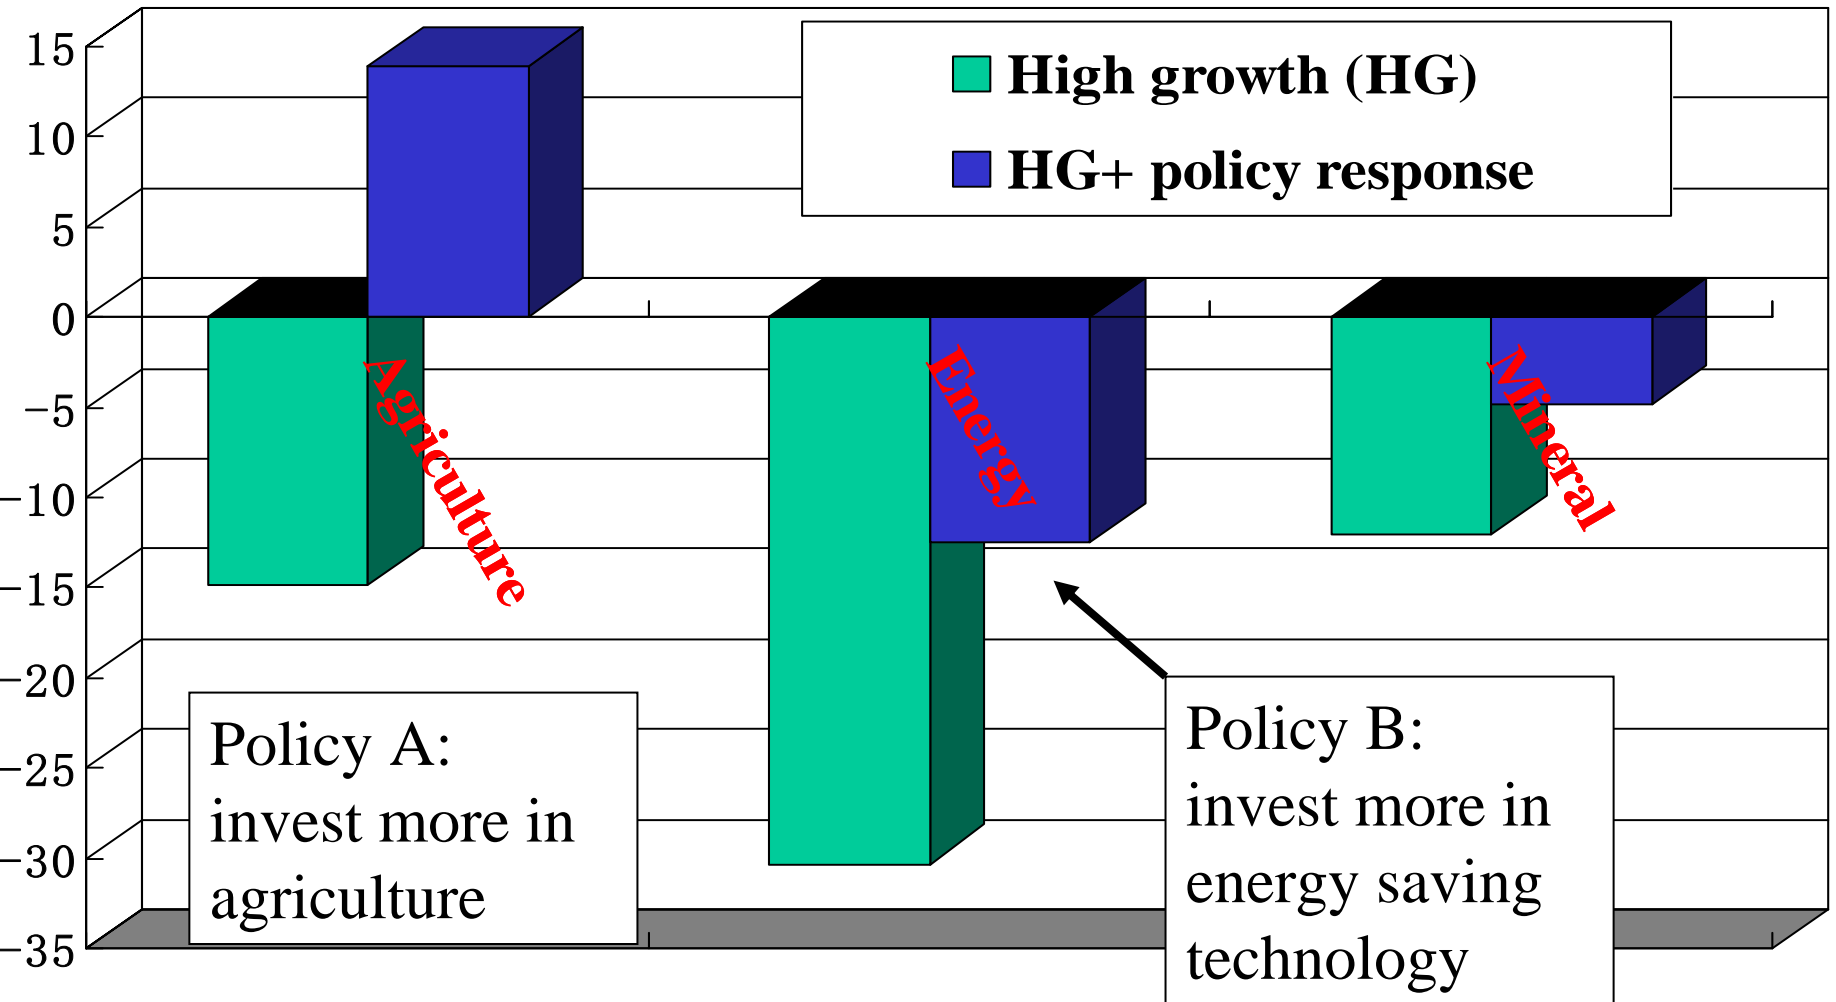 15
10
5
0
−5
−10
−15
−20
−25
−30
−35
High growth (HG)
HG+ policy response
Agriculture
Energy
Mineral
Policy A:
invest more in
agriculture
Policy B:
invest more in
energy saving
technology